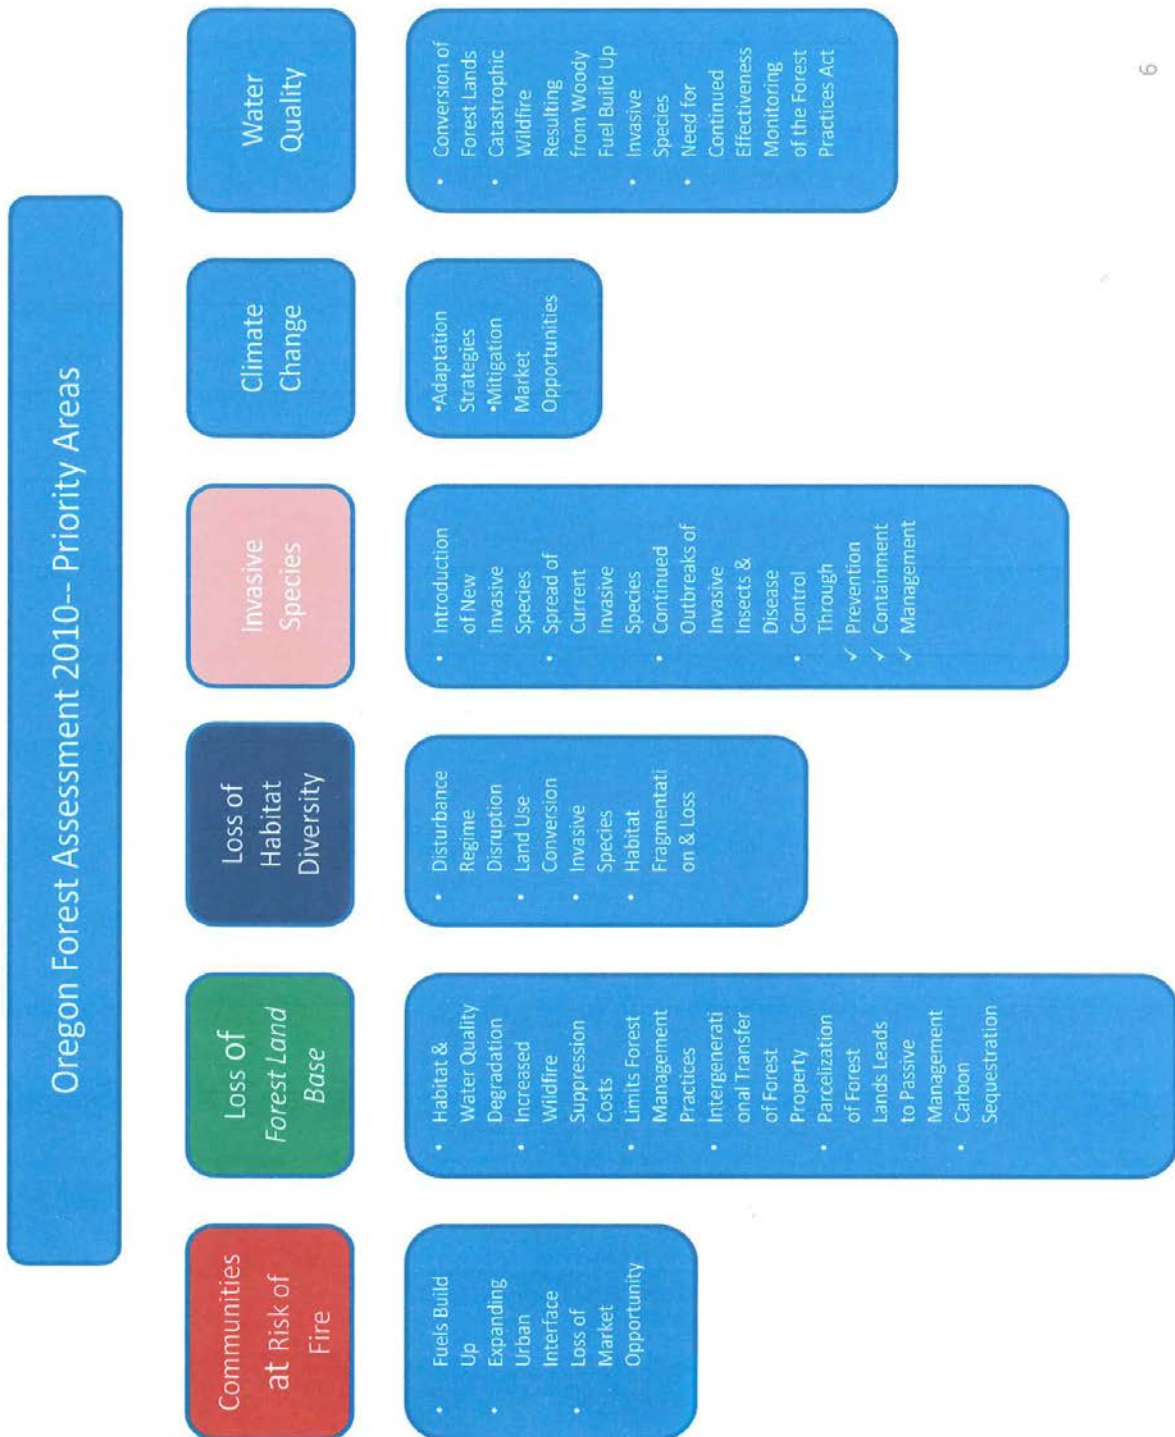 Oregon Forest Assessment 2010-- Priority Areas
Communities
at Risk of
Fire
Loss of
Forest Land
Base
Loss of
Habitat
Diversity
Invasive
Species
Climate
Change
Water
Quality
• Fuels Build
Up
• Expanding
Urban
Interface
• Loss of
Market
Opportunity
• Habitat &
Water Quality
Degradation
• Increased
Wildfire
Suppression
Costs
• Limits Forest
Management
Practices
• Intergenerati
onal Transfer
of Forest
Property
• Parcelization
of Forest
Lands Leads
to Passive
Management
• Carbon
Sequestration
• Disturbance
Regime
Disruption
• Land Use
Conversion
• Invasive
Species
• Habitat
Fragmentati
on & Loss
• Introduction
of New
Invasive
Species
• Spread of
Current
Invasive
Species
• Continued
Outbreaks of
Invasive
Insects &
Disease
• Control
Through
✓ Prevention
✓ Containment
✓ Management
•Adaptation
Strategies
•Mitigation
Market
Opportunities
• Conversion of
Forest Lands
• Catastrophic
Wildfire
Resulting
from Woody
Fuel Build Up
• Invasive
Species
• Need for
Continued
Effectiveness
Monitoring
of the Forest
Practices Act
6